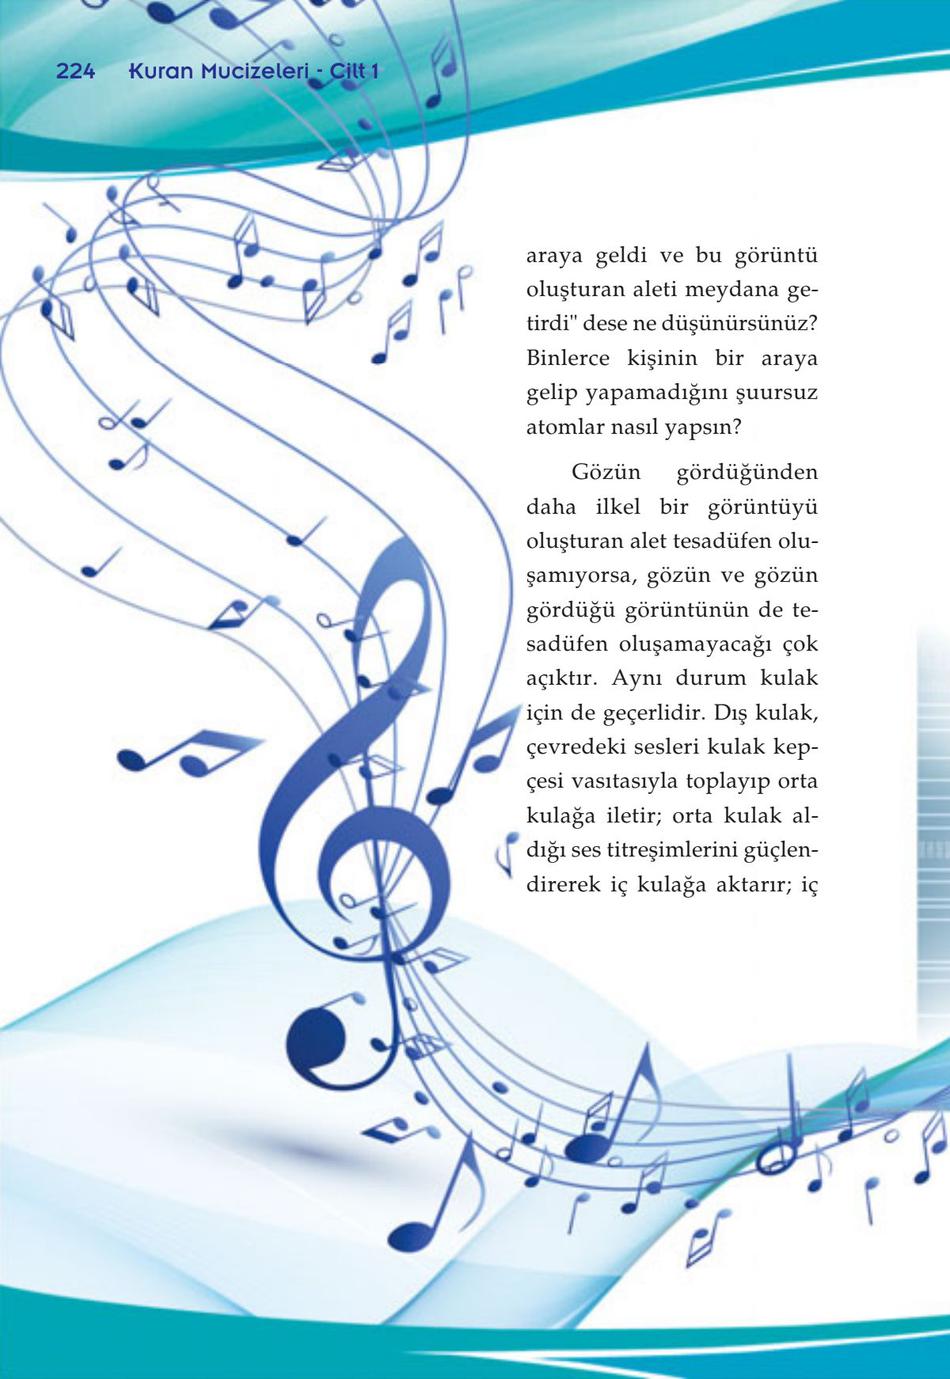 224 Kuran Mucizeleri - Cilt 1
araya geldi ve bu görüntü
oluşturan aleti meydana ge-
tirdi" dese ne düşünürsünüz?
Binlerce kişinin bir araya
gelip yapamadığını şuursuz
atomlar nasıl yapsın?
Gözün gördüğünden
daha ilkel bir görüntüyü
oluşturan alet tesadüfen olu-
şamıyorsa, gözün ve gözün
gördüğü görüntünün de te-
sadüfen oluşamayacağı çok
açıktır. Aynı durum kulak
için de geçerlidir. Dış kulak,
çevredeki sesleri kulak kep-
çesi vasıtasıyla toplayıp orta
kulağa iletir; orta kulak al-
dığı ses titreşimlerini güçlen-
direrek iç kulağa aktarır; iç